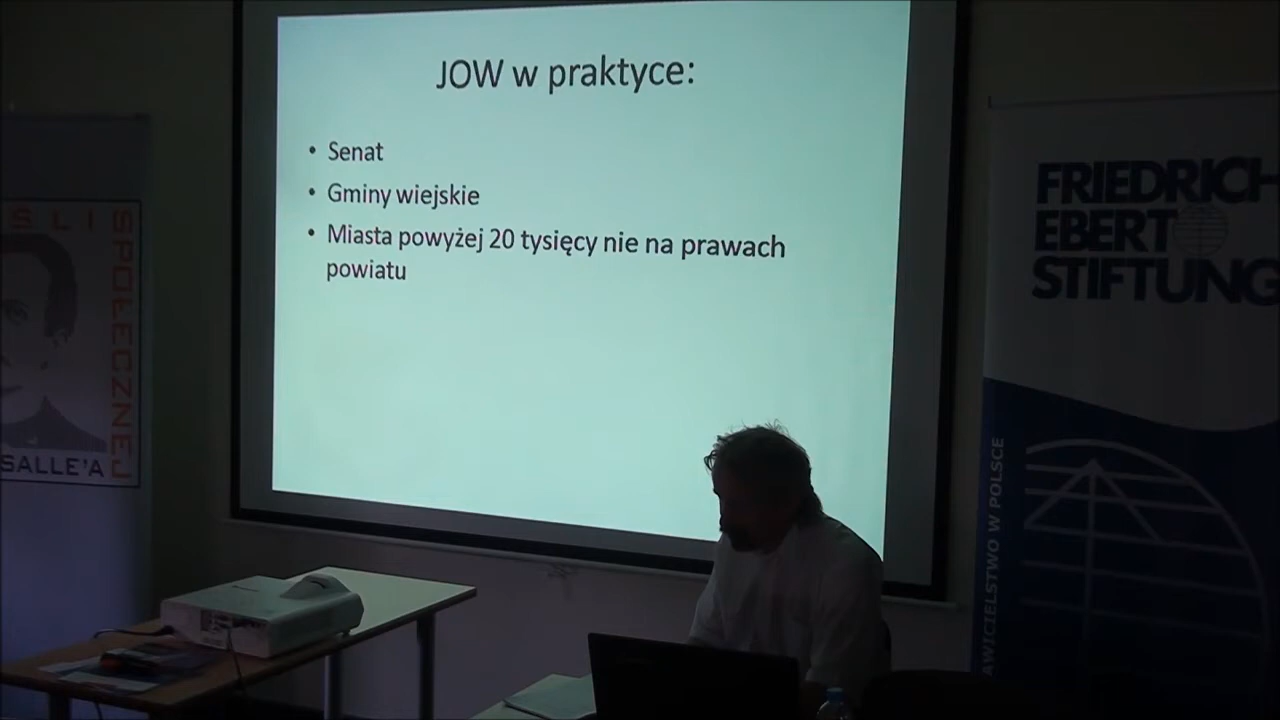 JOW w praktyce:
• Senat
• Gminy wiejskie
• Miasta powyżej 20 tysięcy nie na prawach
powiatu
SPOŁECZNEJ
SALLE'A
FRIEDRICH
EBERT
STIFTUNG
W POLSCE